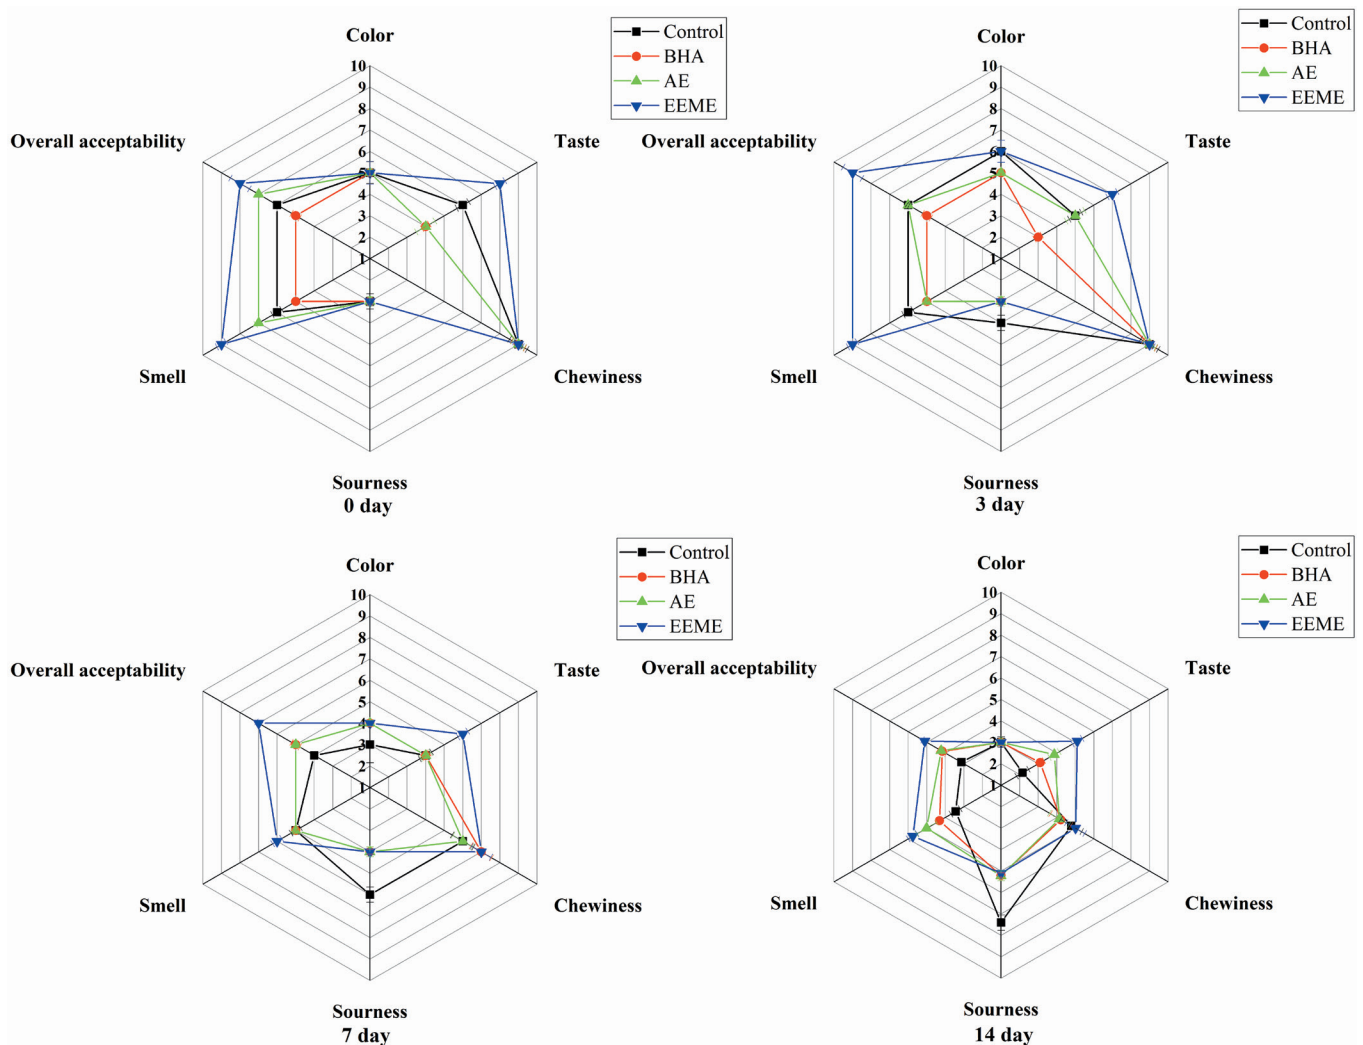 Color
Control
BHA
AE
EEME
10
9
8
7
6
5
4
3
2
1
Overall acceptability
Taste
Smell
Chewiness
Sourness
0 day
Color
Control
BHA
AE
EEME
10
9
8
7
6
5
4
3
2
1
Overall acceptability
Taste
Smell
Chewiness
Sourness
3 day
Color
Control
BHA
AE
EEME
10
9
8
7
6
5
4
3
2
1
Overall acceptability
Taste
Smell
Chewiness
Sourness
7 day
Color
Control
BHA
AE
EEME
10
9
8
7
6
5
4
3
2
1
Overall acceptability
Taste
Smell
Chewiness
Sourness
14 day